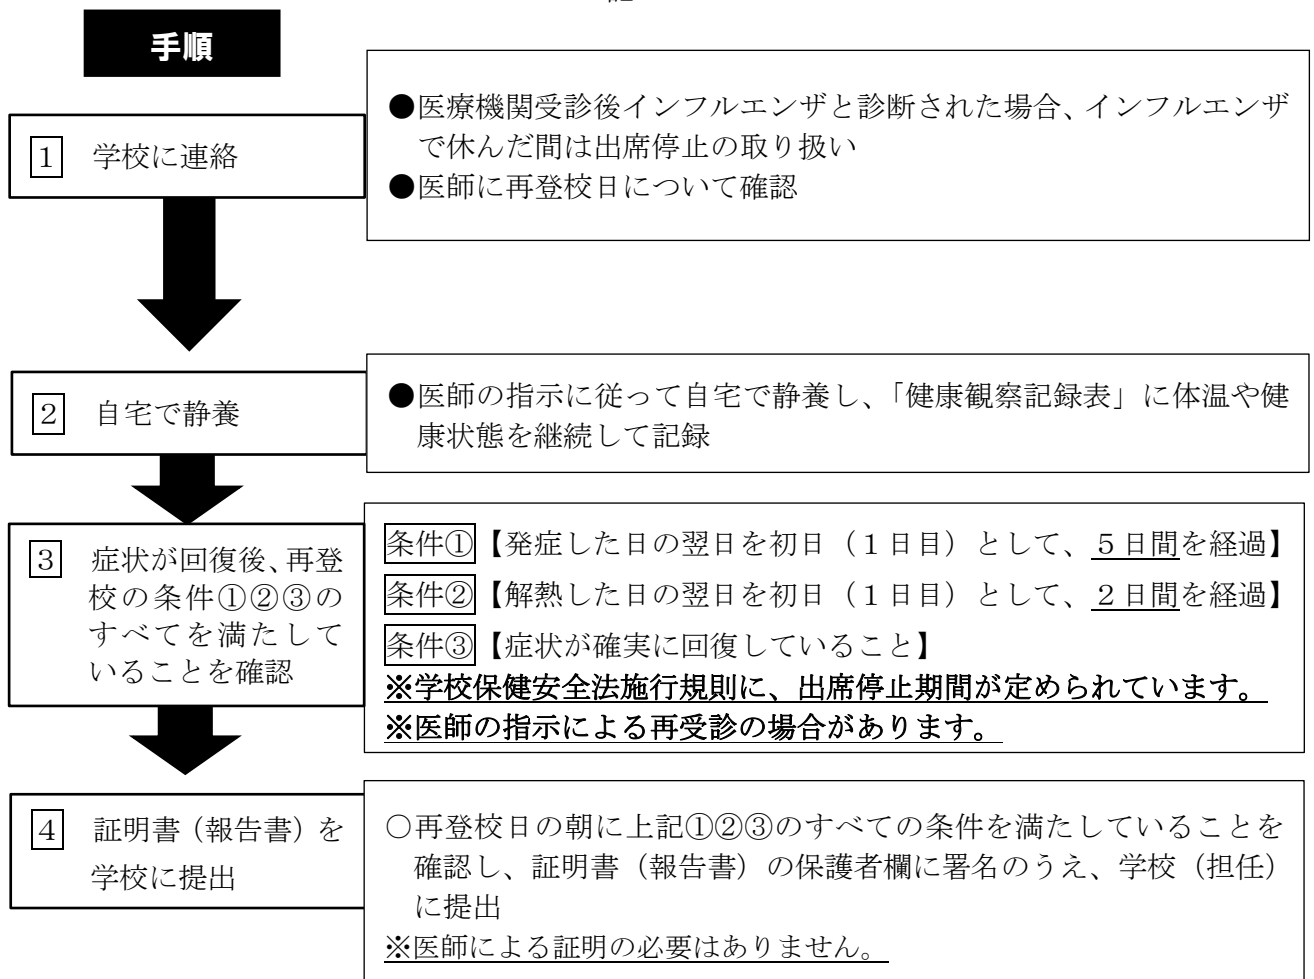 手順
1 学校に連絡
●医療機関受診後インフルエンザと診断された場合、インフルエンザ
で休んだ間は出席停止の取り扱い
●医師に再登校日について確認
2 自宅で静養
●医師の指示に従って自宅で静養し、「健康観察記録表」に体温や健
康状態を継続して記録
3 症状が回復後、再登
校の条件①②③の
すべてを満たして
いることを確認
条件①【発症した日の翌日を初日（１日目）として、５日間を経過】
条件②【解熱した日の翌日を初日（１日目）として、２日間を経過】
条件③【症状が確実に回復していること】
※学校保健安全法施行規則に、出席停止期間が定められています。
※医師の指示による再受診の場合があります。
4 証明書（報告書）を
学校に提出
○再登校日の朝に上記①②③のすべての条件を満たしていることを
確認し、証明書（報告書）の保護者欄に署名のうえ、学校（担任）
に提出
※医師による証明の必要はありません。